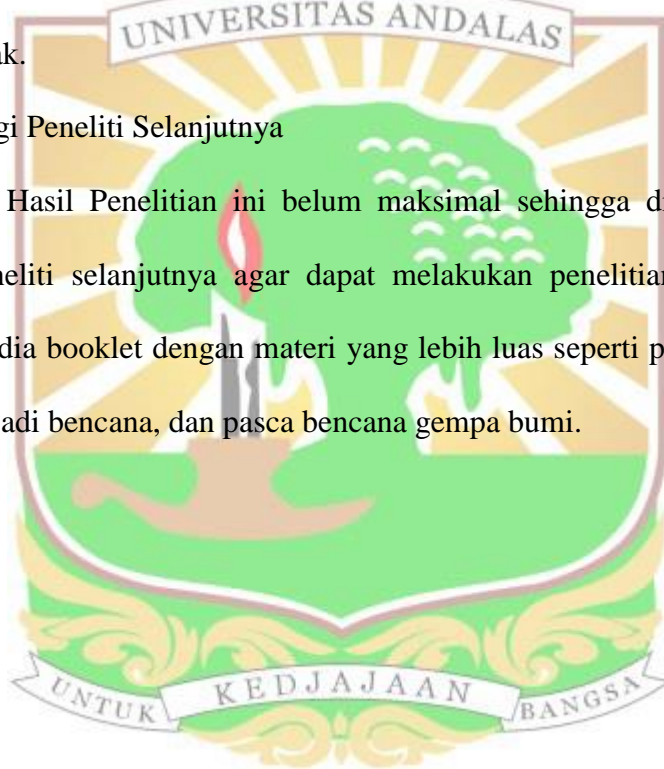 UNIVERSITAS ANDALAS
ak.
gi Peneliti Selanjutnya
Hasil Penelitian ini belum maksimal sehingga di
neliti selanjutnya agar dapat melakukan penelitian
dia booklet dengan materi yang lebih luas seperti p
jadi bencana, dan pasca bencana gempa bumi.
UNTUK KEDJAJAAN BANGSA